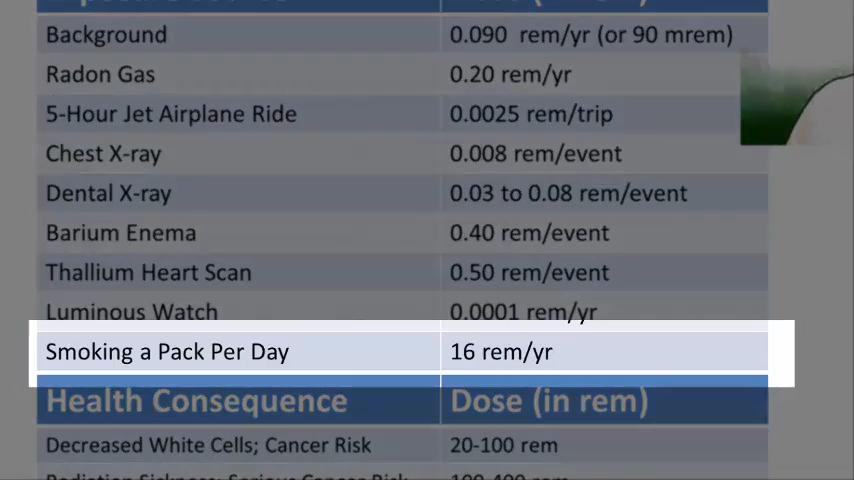 Background 0.090 rem/yr (or 90 mrem)
Radon Gas 0.20 rem/yr
5-Hour Jet Airplane Ride 0.0025 rem/trip
Chest X-ray 0.008 rem/event
Dental X-ray 0.03 to 0.08 rem/event
Barium Enema 0.40 rem/event
Thallium Heart Scan 0.50 rem/event
Luminous Watch 0.0001 rem/yr
Smoking a Pack Per Day 16 rem/yr
Health Consequence Dose (in rem)
Decreased White Cells; Cancer Risk 20-100 rem